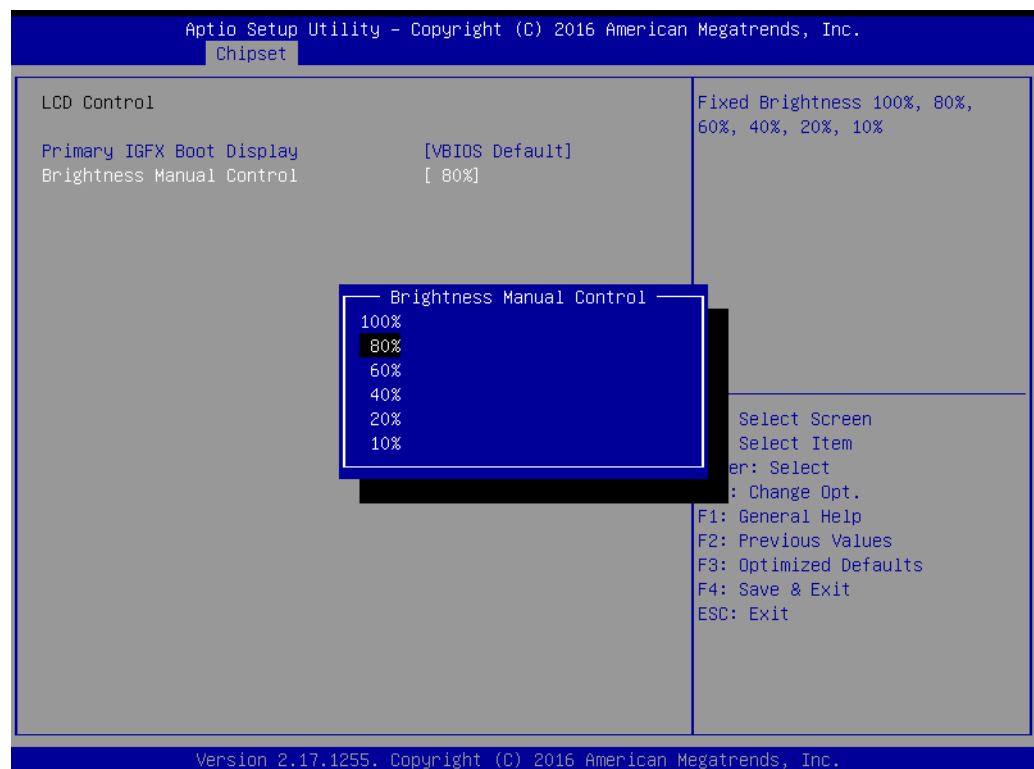 Aptio Setup Utility – Copyright (C) 2016 American Megatrends, Inc.
Chipset
LCD Control
Primary IGFX Boot Display [VBIOS Default]
Brightness Manual Control [ 80%]
Fixed Brightness 100%, 80%,
60%, 40%, 20%, 10%
Brightness Manual Control
100%
80%
60%
40%
20%
10%
Select Screen
Select Item
er: Select
: Change Opt.
F1: General Help
F2: Previous Values
F3: Optimized Defaults
F4: Save & Exit
ESC: Exit
Version 2.17.1255. Copyright (C) 2016 American Megatrends, Inc.